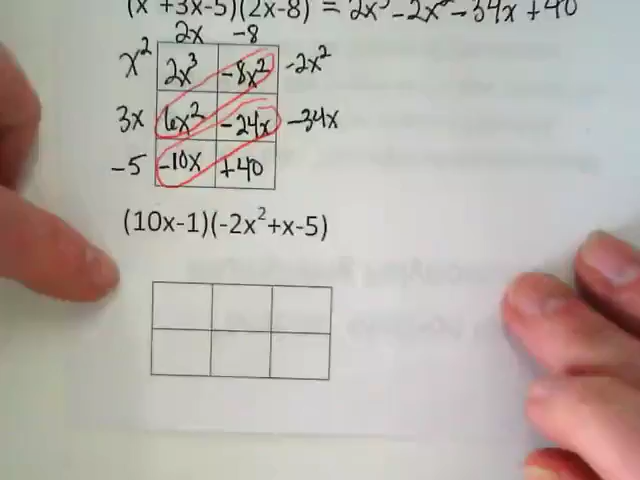 (x²+3x-5)(2x-8) = 2x³-2x²-34x+40
2x -8
x² 2x³ -8x² -2x²
3x 6x² -24x -34x
-5 -10x +40
(10x-1)(-2x²+x-5)